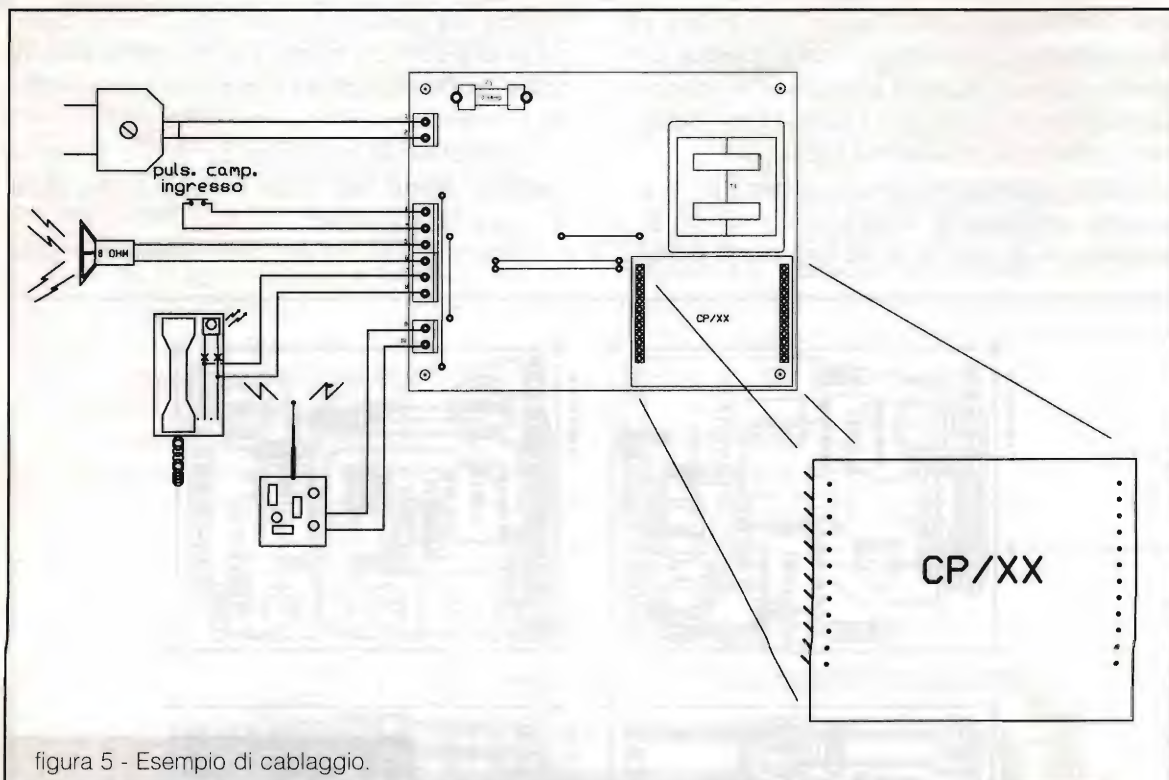 puls. camp.
ingresso
8 OHM
CP/XX
CP/XX
figura 5 - Esempio di cablaggio.